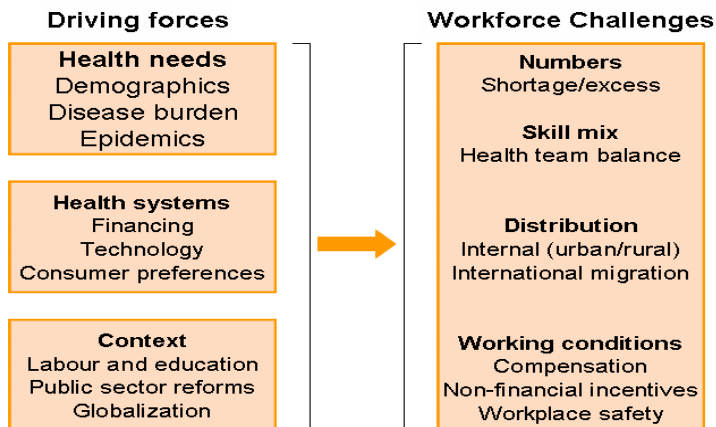 Driving forces
Health needs
Demographics
Disease burden
Epidemics
Health systems
Financing
Technology
Consumer preferences
Context
Labour and education
Public sector reforms
Globalization
Workforce Challenges
Numbers
Shortage/excess
Skill mix
Health team balance
Distribution
Internal (urban/rural)
International migration
Working conditions
Compensation
Non-financial incentives
Workplace safety